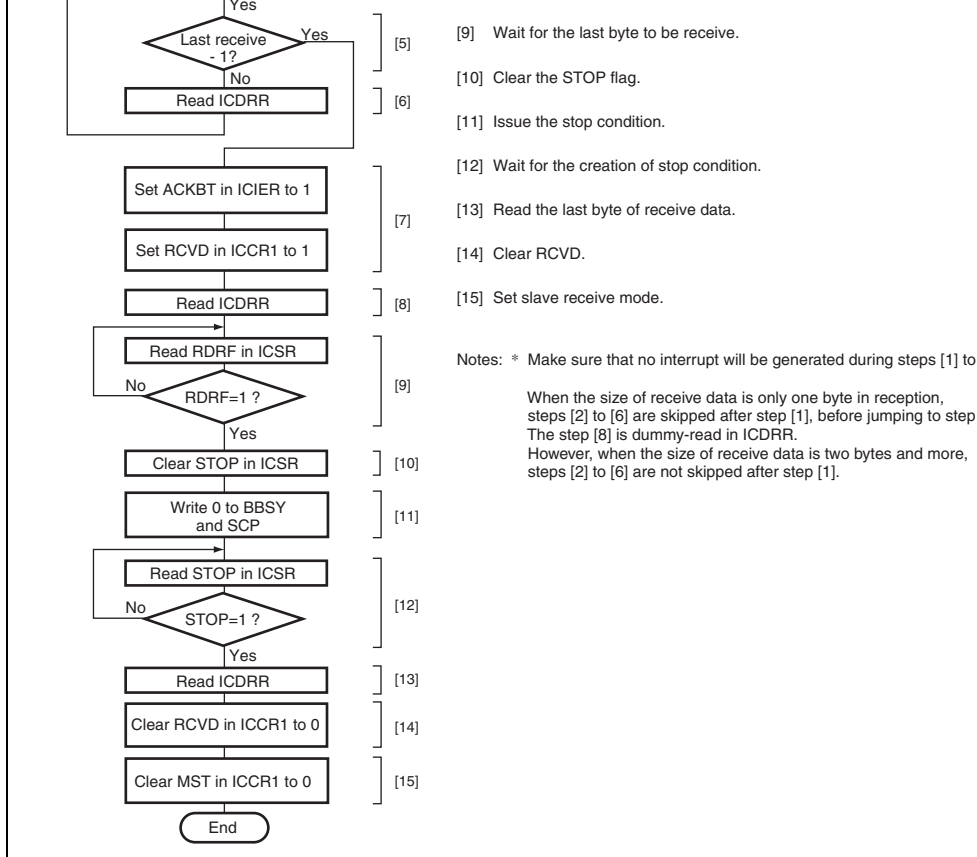 Yes
Last receive
- 1?
Yes
[5]
No
Read ICDRR
[6]
Set ACKBT in ICIER to 1
[7]
Set RCVD in ICCR1 to 1
Read ICDRR
[8]
Read RDRF in ICSR
No
RDRF=1 ?
[9]
Yes
Clear STOP in ICSR
[10]
Write 0 to BBSY
and SCP
[11]
Read STOP in ICSR
No
STOP=1 ?
[12]
Yes
Read ICDRR
[13]
Clear RCVD in ICCR1 to 0
[14]
Clear MST in ICCR1 to 0
[15]
End
[9] Wait for the last byte to be receive.
[10] Clear the STOP flag.
[11] Issue the stop condition.
[12] Wait for the creation of stop condition.
[13] Read the last byte of receive data.
[14] Clear RCVD.
[15] Set slave receive mode.
Notes: * Make sure that no interrupt will be generated during steps [1] to
When the size of receive data is only one byte in reception,
steps [2] to [6] are skipped after step [1], before jumping to step
The step [8] is dummy-read in ICDRR.
However, when the size of receive data is two bytes and more,
steps [2] to [6] are not skipped after step [1].